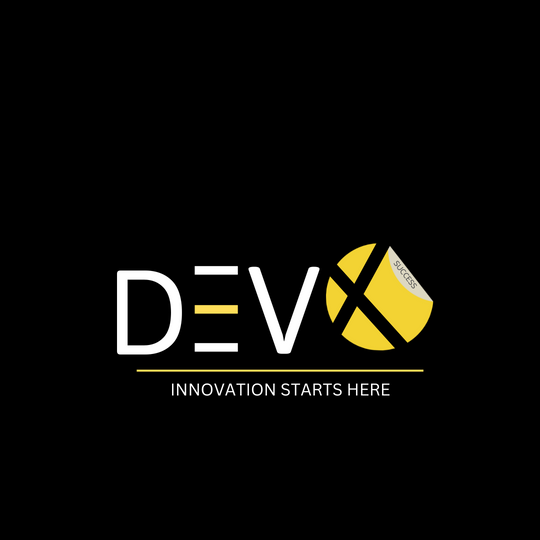 DEVX
SUCCESS
INNOVATION STARTS HERE